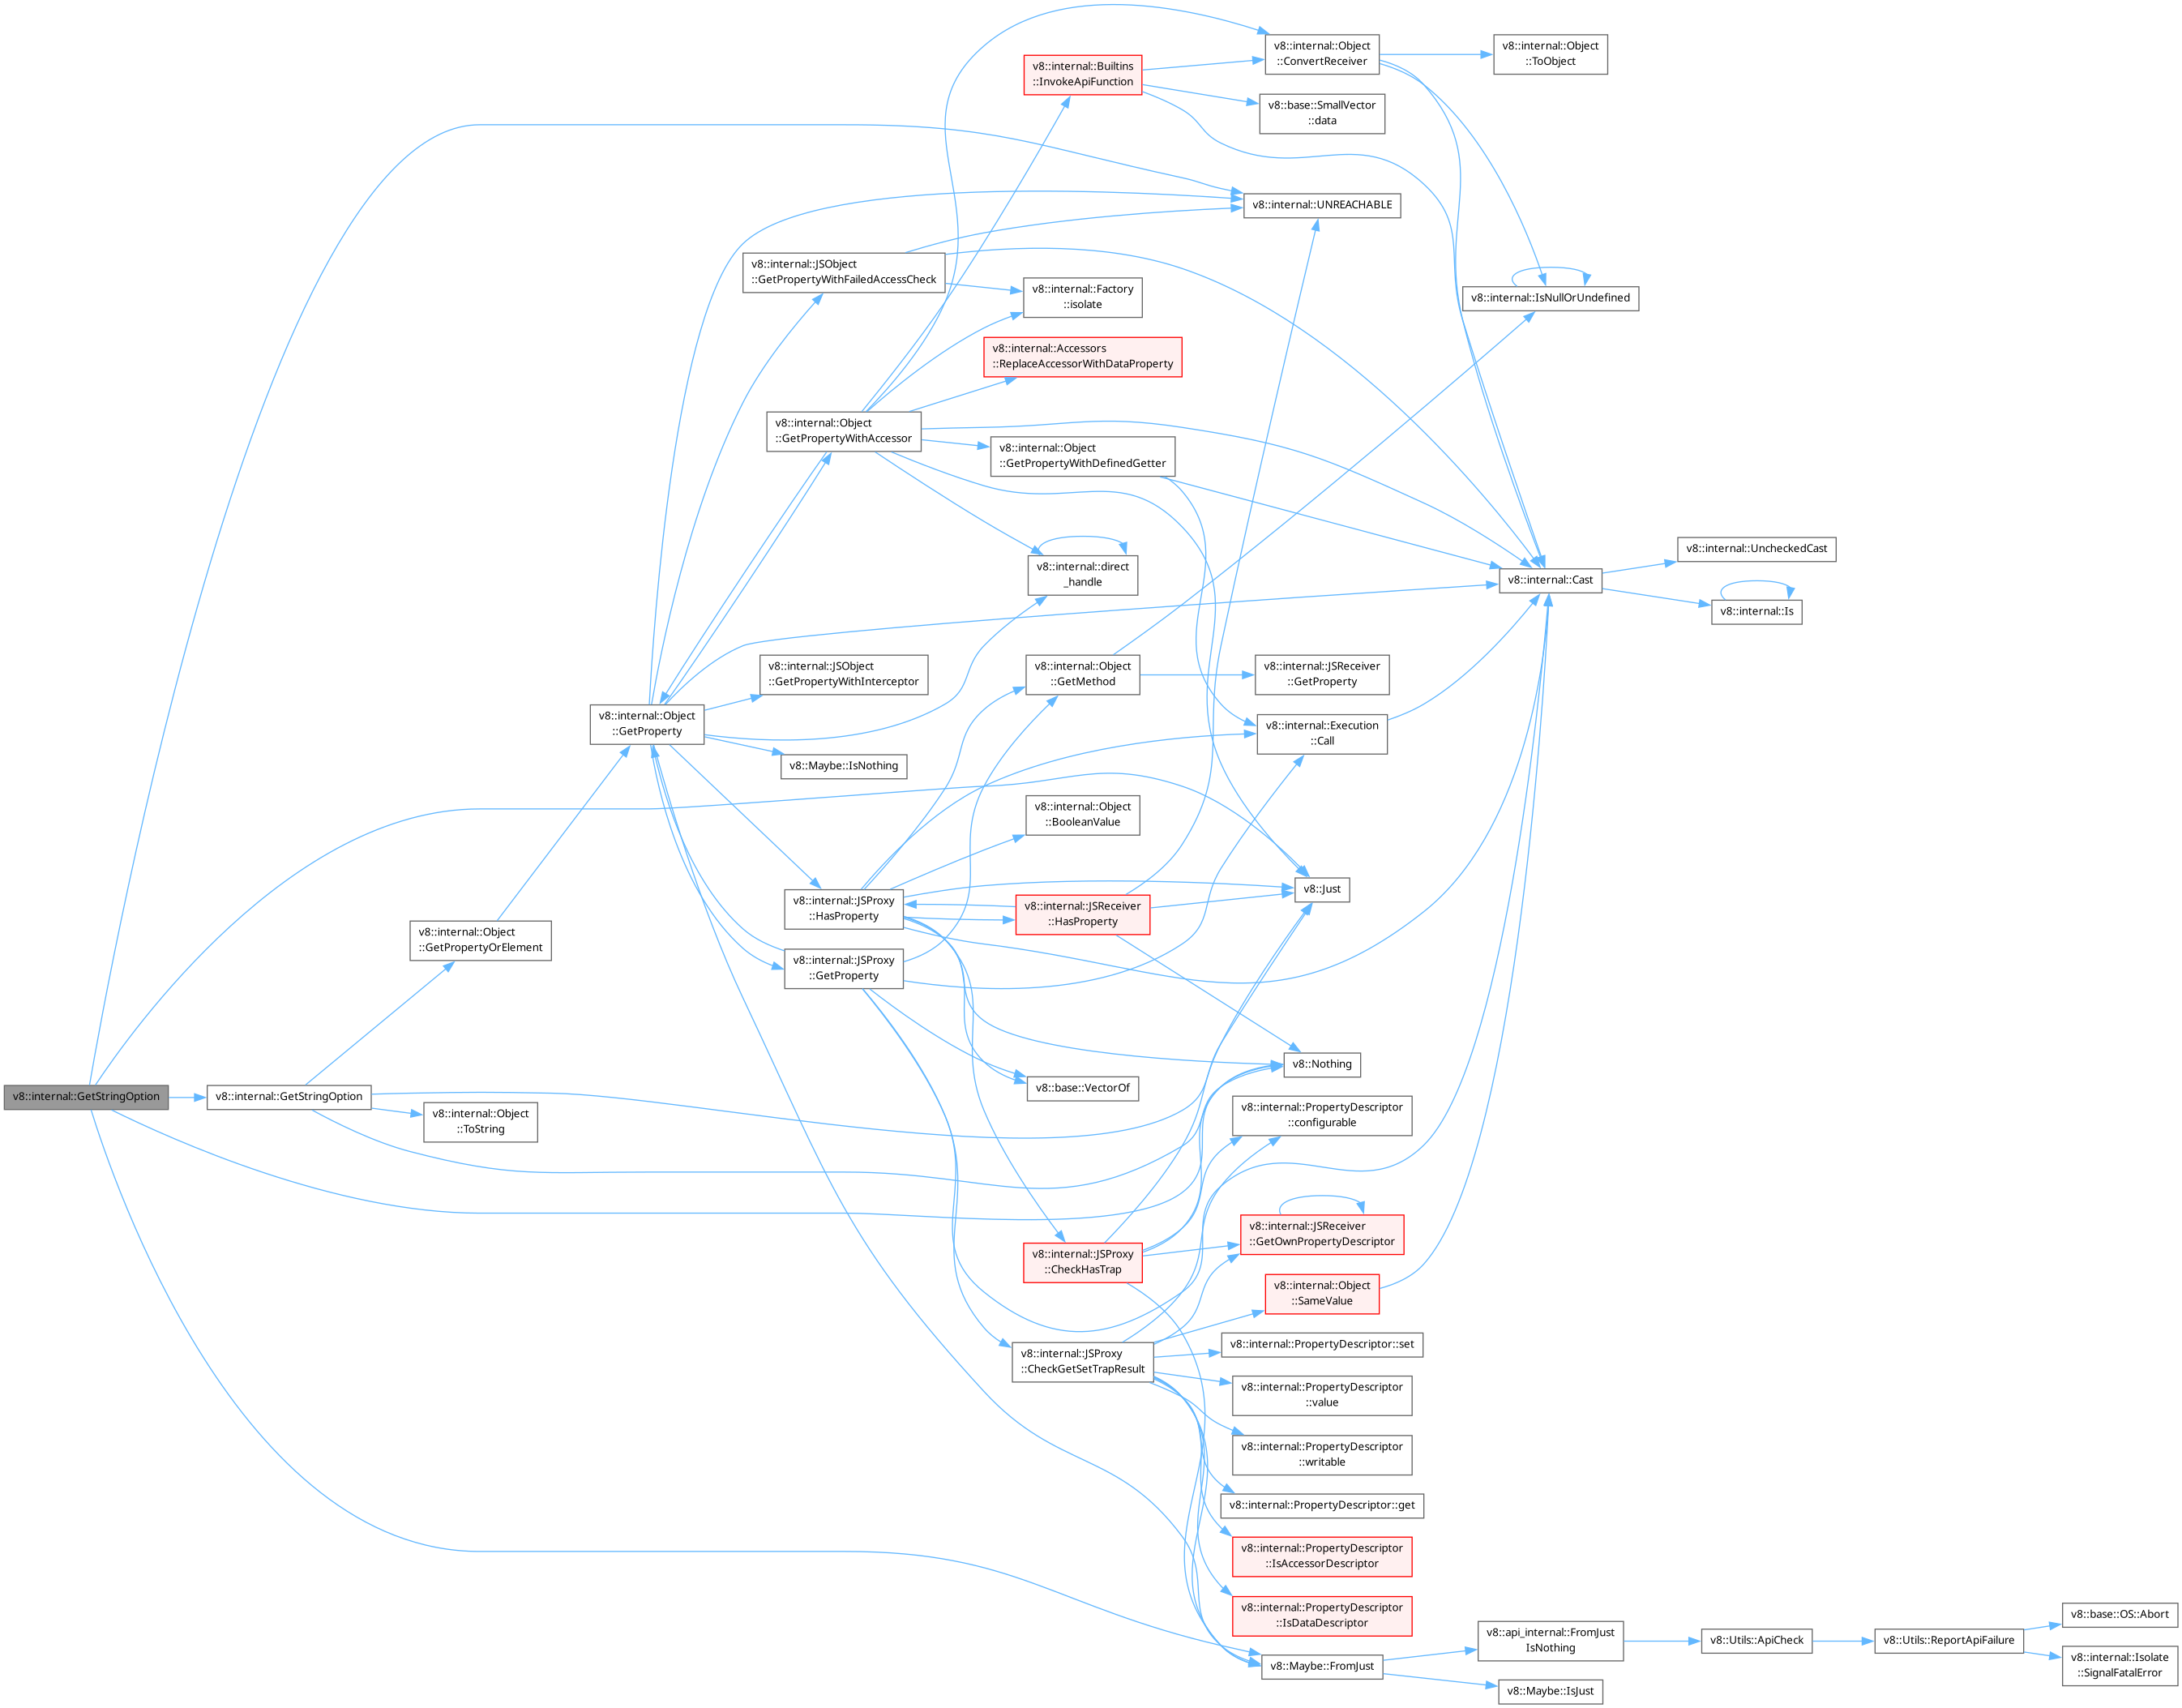 v8::internal::Object
::ConvertReceiver
v8::internal::Object
::ToObject
v8::internal::Builtins
::InvokeApiFunction
v8::base::SmallVector
::data
v8::internal::UNREACHABLE
v8::internal::JSObject
::GetPropertyWithFailedAccessCheck
v8::internal::Factory
::isolate
v8::internal::IsNullOrUndefined
v8::internal::Accessors
::ReplaceAccessorWithDataProperty
v8::internal::Object
::GetPropertyWithAccessor
v8::internal::Object
::GetPropertyWithDefinedGetter
v8::internal::UncheckedCast
v8::internal::direct
_handle
v8::internal::Cast
v8::internal::Is
v8::internal::JSObject
::GetPropertyWithInterceptor
v8::internal::Object
::GetMethod
v8::internal::JSReceiver
::GetProperty
v8::internal::Object
::GetProperty
v8::internal::Execution
::Call
v8::Maybe::IsNothing
v8::internal::Object
::BooleanValue
v8::Just
v8::internal::JSProxy
::HasProperty
v8::internal::JSReceiver
::HasProperty
v8::internal::Object
::GetPropertyOrElement
v8::internal::JSProxy
::GetProperty
v8::Nothing
v8::base::VectorOf
v8::internal::GetStringOption
v8::internal::GetStringOption
v8::internal::Object
::ToString
v8::internal::PropertyDescriptor
::configurable
v8::internal::JSReceiver
::GetOwnPropertyDescriptor
v8::internal::JSProxy
::CheckHasTrap
v8::internal::Object
::SameValue
v8::internal::PropertyDescriptor::set
v8::internal::JSProxy
::CheckGetSetTrapResult
v8::internal::PropertyDescriptor
::value
v8::internal::PropertyDescriptor
::writable
v8::internal::PropertyDescriptor::get
v8::internal::PropertyDescriptor
::IsAccessorDescriptor
v8::internal::PropertyDescriptor
::IsDataDescriptor
v8::Maybe::FromJust
v8::api_internal::FromJust
IsNothing
v8::Maybe::IsJust
v8::Utils::ApiCheck
v8::Utils::ReportApiFailure
v8::base::OS::Abort
v8::internal::Isolate
::SignalFatalError